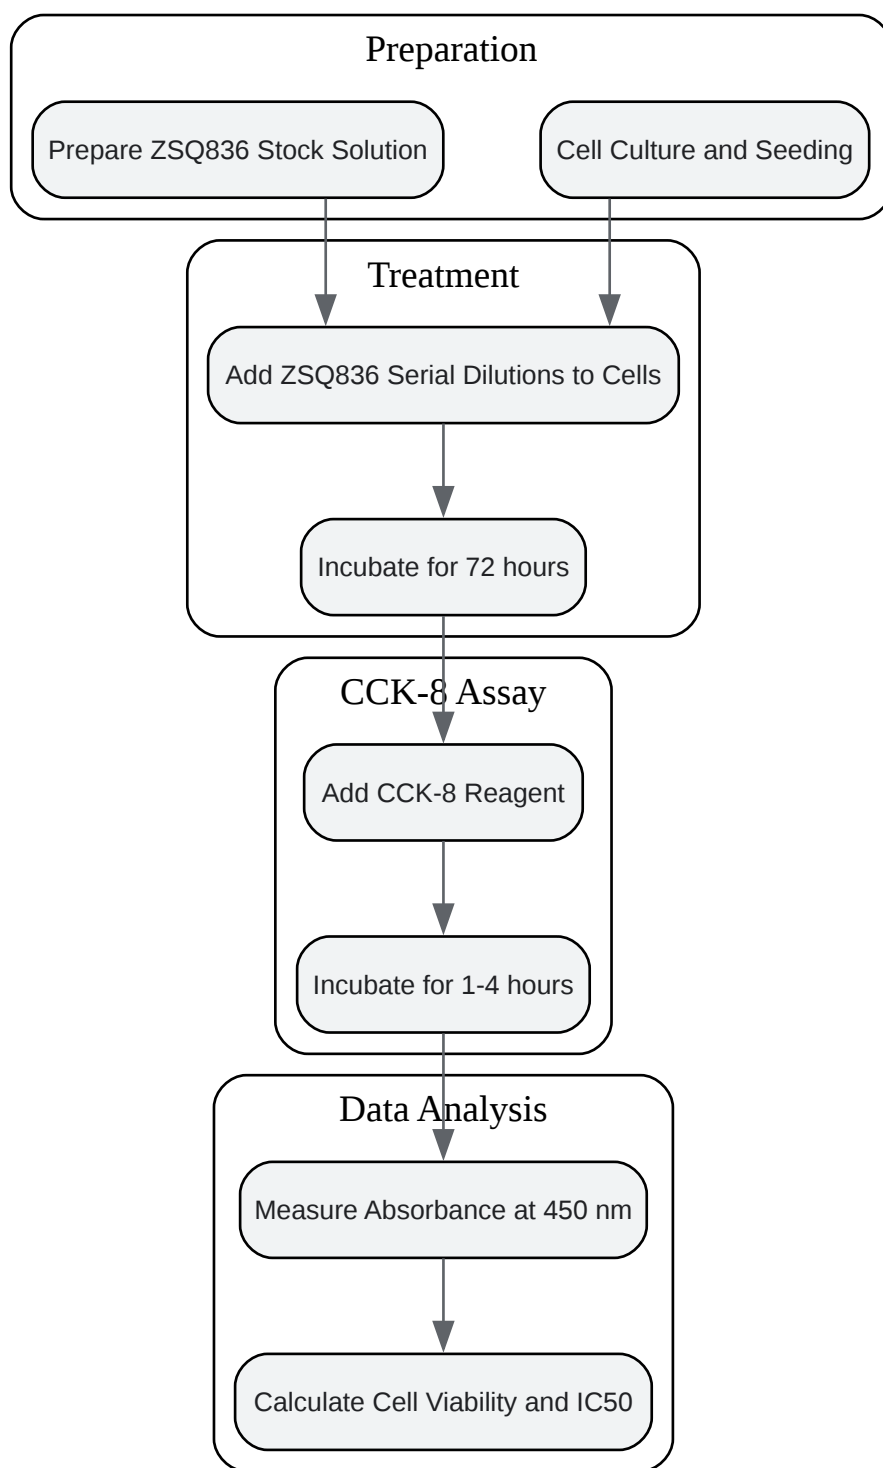 Preparation
Prepare ZSQ836 Stock Solution
Cell Culture and Seeding
Treatment
Add ZSQ836 Serial Dilutions to Cells
Incubate for 72 hours
CCK-8 Assay
Add CCK-8 Reagent
Incubate for 1-4 hours
Data Analysis
Measure Absorbance at 450 nm
Calculate Cell Viability and IC50